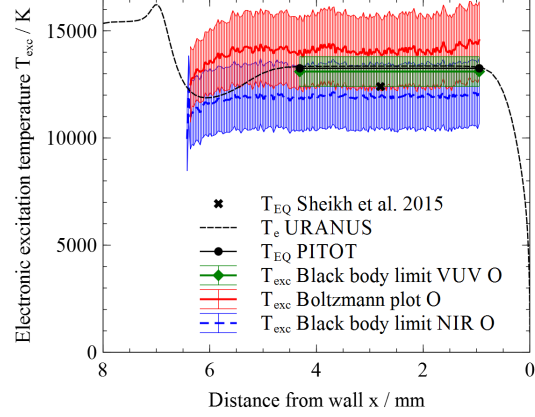 Electronic excitation temperature T_exc / K
15000
10000
5000
0
T_EQ Sheikh et al. 2015
T_e URANUS
T_EQ PITOT
T_exc Black body limit VUV O
T_exc Boltzmann plot O
T_exc Black body limit NIR O
8 6 4 2 0
Distance from wall x / mm